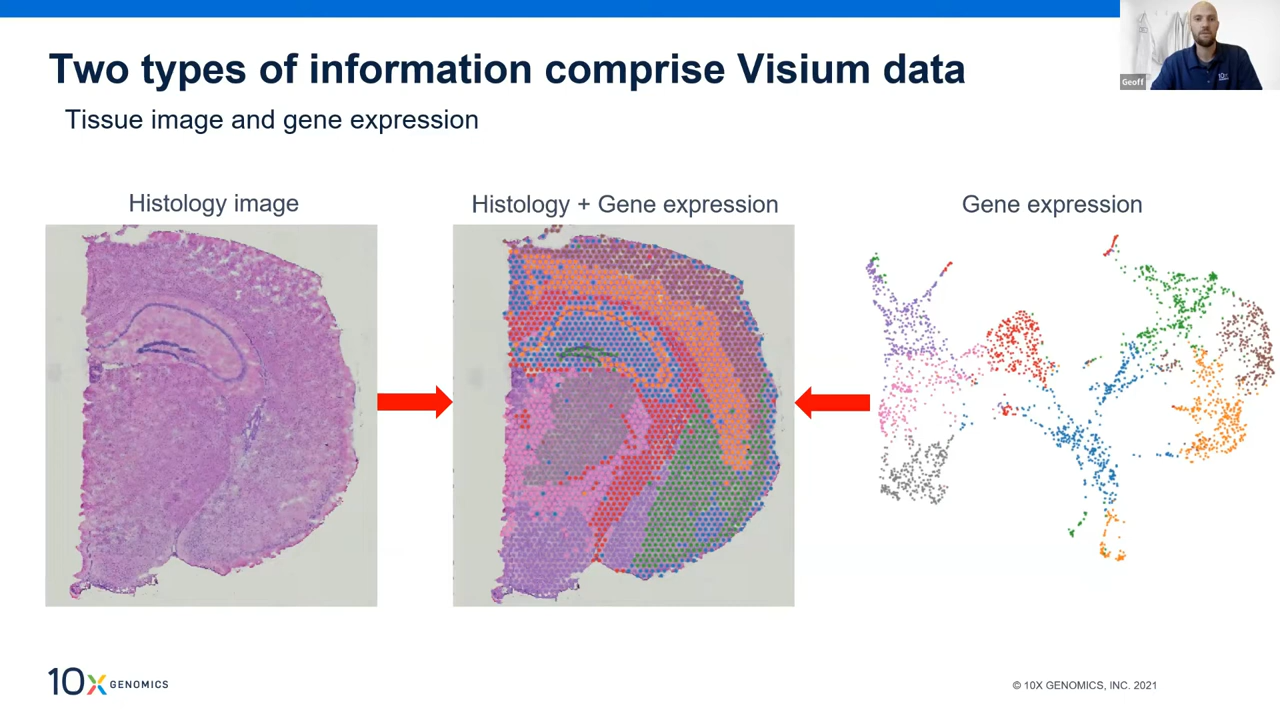 Two types of information comprise Visium data
Geoff
10x
Tissue image and gene expression
Histology image
Histology + Gene expression
Gene expression
10X GENOMICS
© 10X GENOMICS, INC. 2021